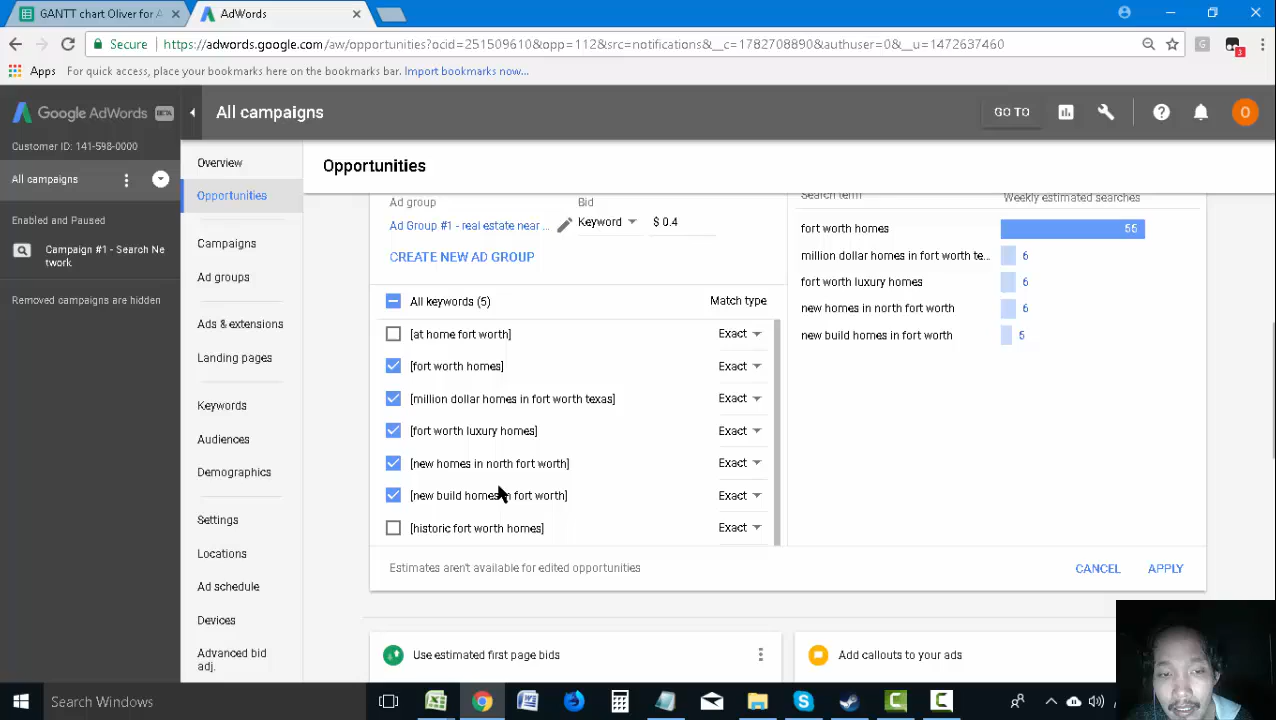 GANTT chart Oliver for A
AdWords
Secure
https://adwords.google.com/aw/opportunities?ocid=251509610&opp=112&src=notifications&__c=1782708890&authuser=0&__u=1472637460
G
3
Apps
For quick access, place your bookmarks here on the bookmarks bar. Import bookmarks now...
Google AdWords BETA
All campaigns
GO TO
O
Customer ID: 141-598-0000
All campaigns
Enabled and Paused
Campaign #1 - Search Ne
twork
Removed campaigns are hidden
Overview
Opportunities
Campaigns
Ad groups
Ads & extensions
Landing pages
Keywords
Audiences
Demographics
Settings
Locations
Ad schedule
Devices
Advanced bid
adj.
Opportunities
Ad group
Bid
Ad Group #1 - real estate near ...
Keyword
$ 0.4
CREATE NEW AD GROUP
All keywords (5)
Match type
[at home fort worth] Exact
[fort worth homes] Exact
[million dollar homes in fort worth texas] Exact
[fort worth luxury homes] Exact
[new homes in north fort worth] Exact
[new build homes in fort worth] Exact
[historic fort worth homes] Exact
Search term
Weekly estimated searches
fort worth homes 55
million dollar homes in fort worth te... 6
fort worth luxury homes 6
new homes in north fort worth 6
new build homes in fort worth 5
Estimates aren't available for edited opportunities
CANCEL
APPLY
Use estimated first page bids
Add callouts to your ads
Search Windows